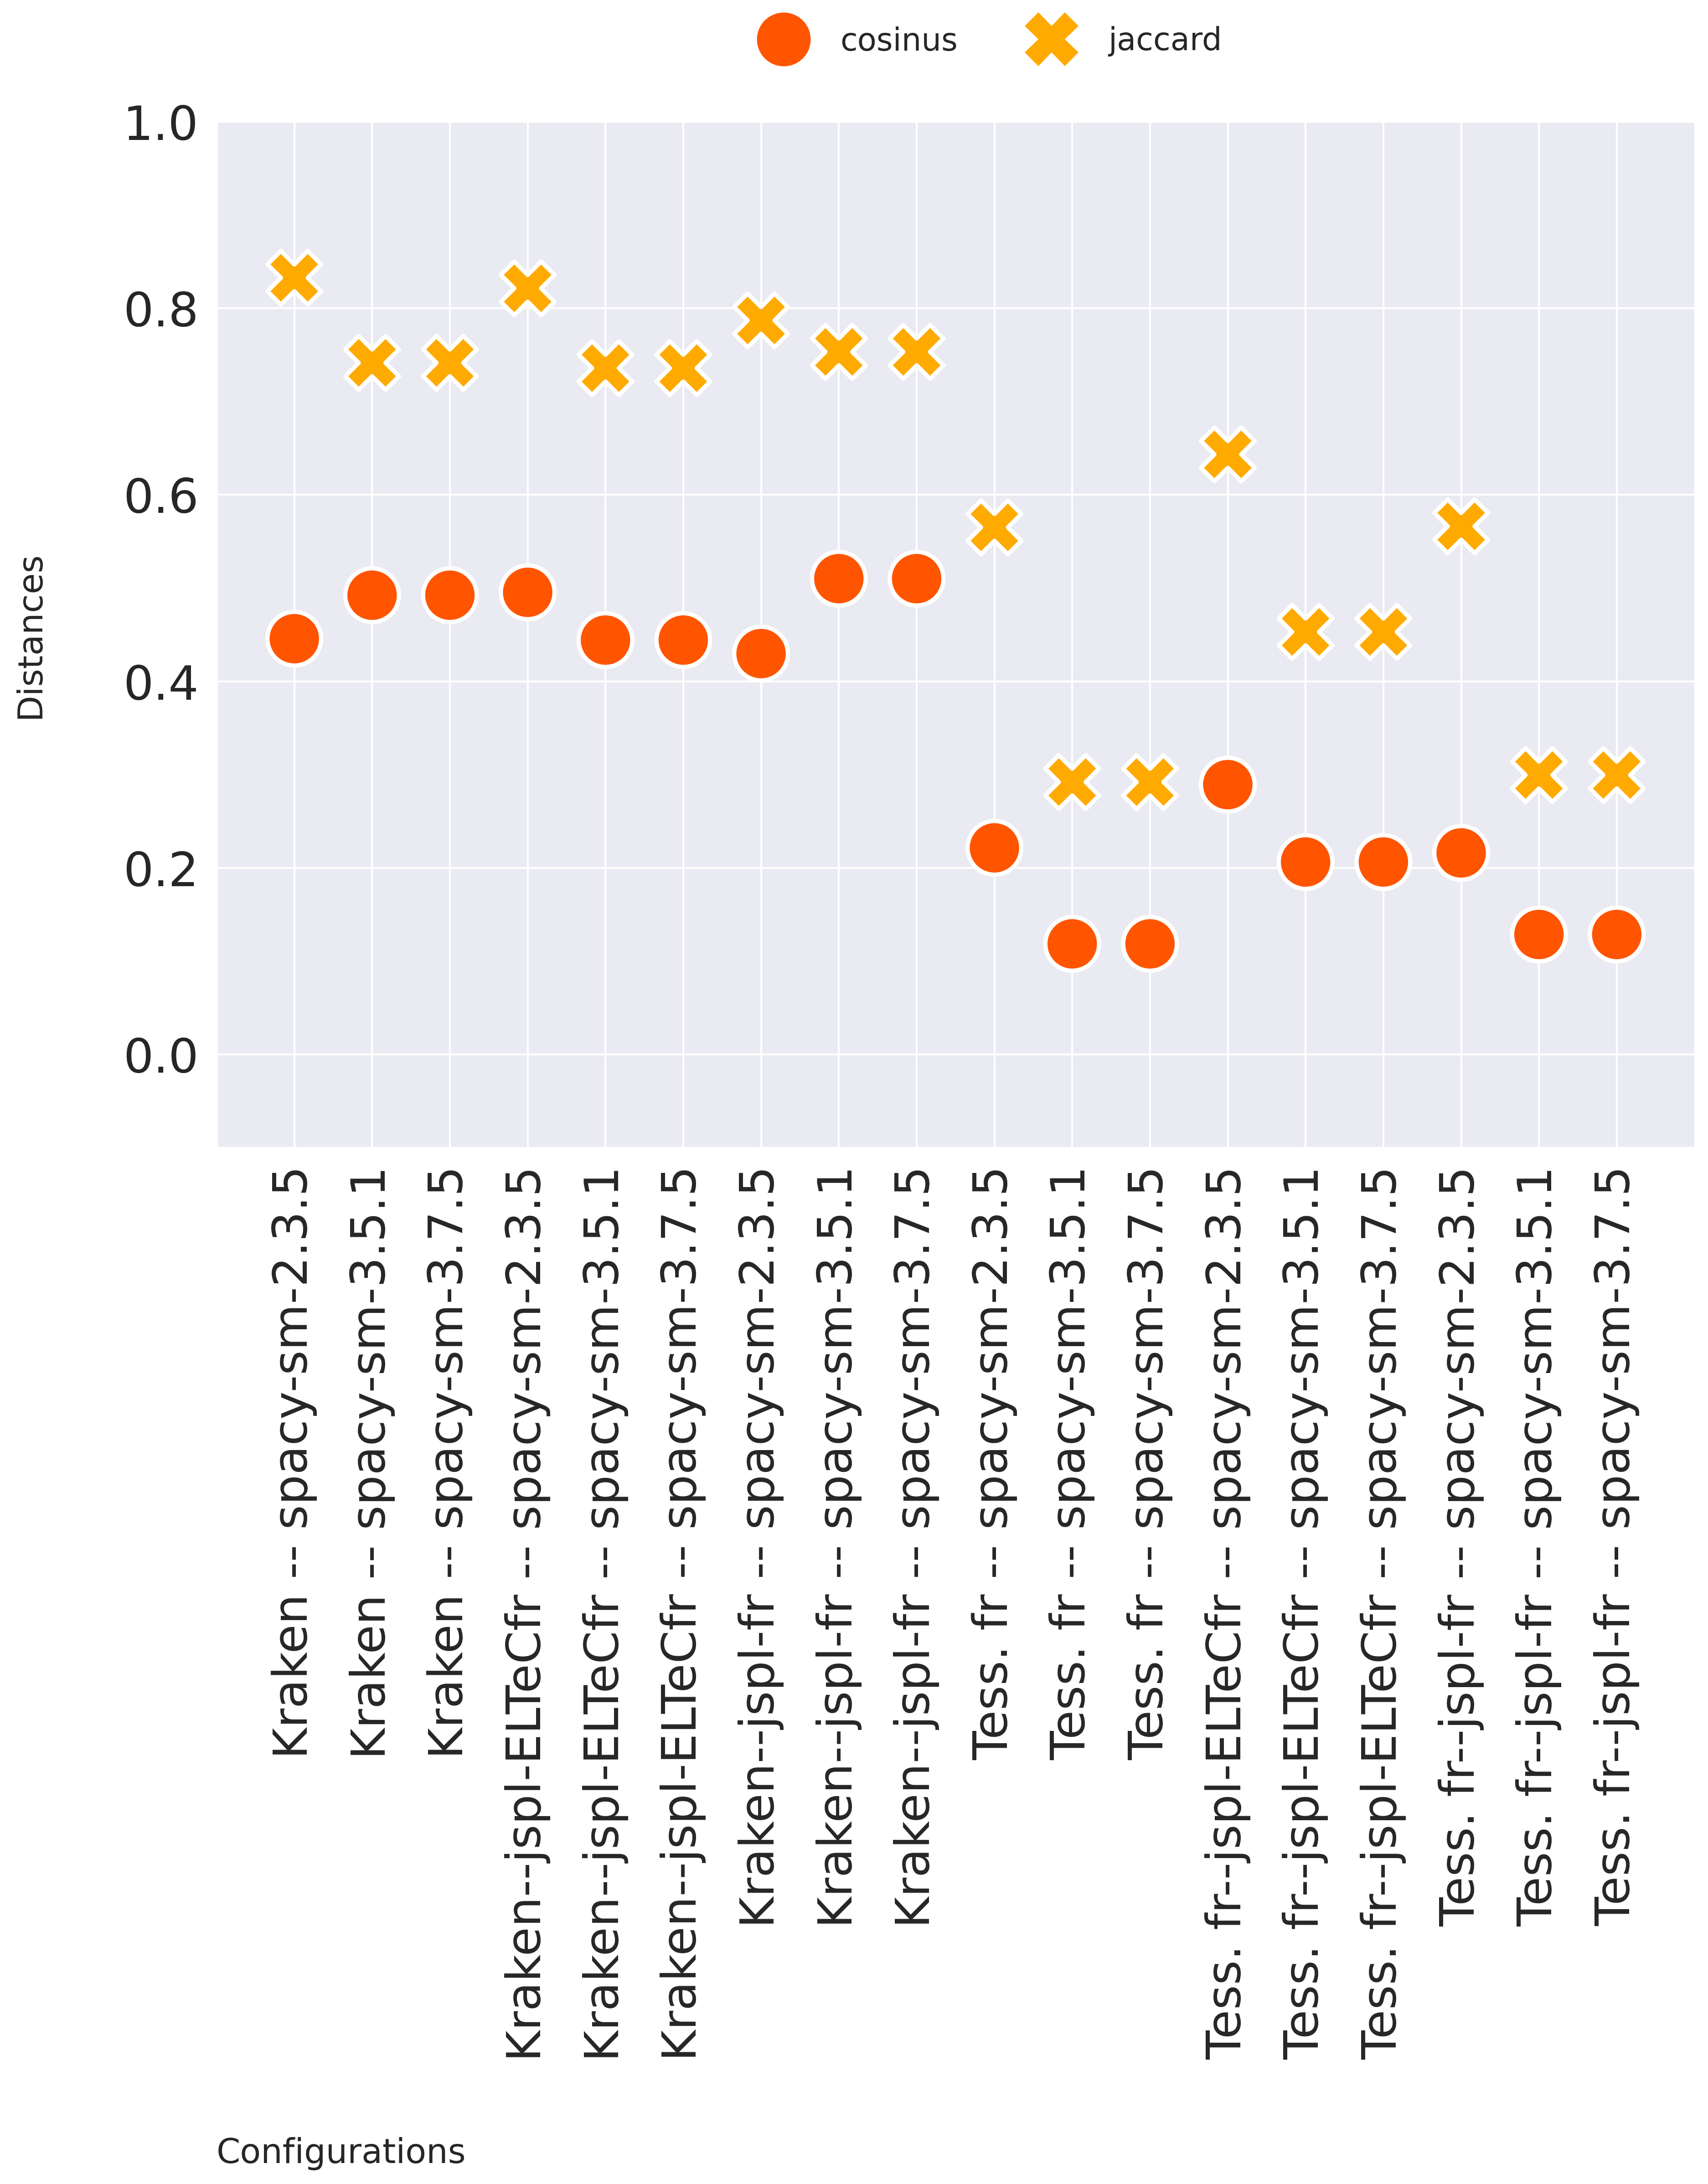 cosinus jaccard
1.0
0.8
0.6
0.4
0.2
0.0
Distances
Kraken -- spacy-sm-2.3.5
Kraken -- spacy-sm-3.5.1
Kraken -- spacy-sm-3.7.5
Kraken--jspl-ELTeCfr -- spacy-sm-2.3.5
Kraken--jspl-ELTeCfr -- spacy-sm-3.5.1
Kraken--jspl-ELTeCfr -- spacy-sm-3.7.5
Kraken--jspl-fr -- spacy-sm-2.3.5
Kraken--jspl-fr -- spacy-sm-3.5.1
Kraken--jspl-fr -- spacy-sm-3.7.5
Tess. fr -- spacy-sm-2.3.5
Tess. fr -- spacy-sm-3.5.1
Tess. fr -- spacy-sm-3.7.5
Tess. fr--jspl-ELTeCfr -- spacy-sm-2.3.5
Tess. fr--jspl-ELTeCfr -- spacy-sm-3.5.1
Tess. fr--jspl-ELTeCfr -- spacy-sm-3.7.5
Tess. fr--jspl-fr -- spacy-sm-2.3.5
Tess. fr--jspl-fr -- spacy-sm-3.5.1
Tess. fr--jspl-fr -- spacy-sm-3.7.5
Configurations